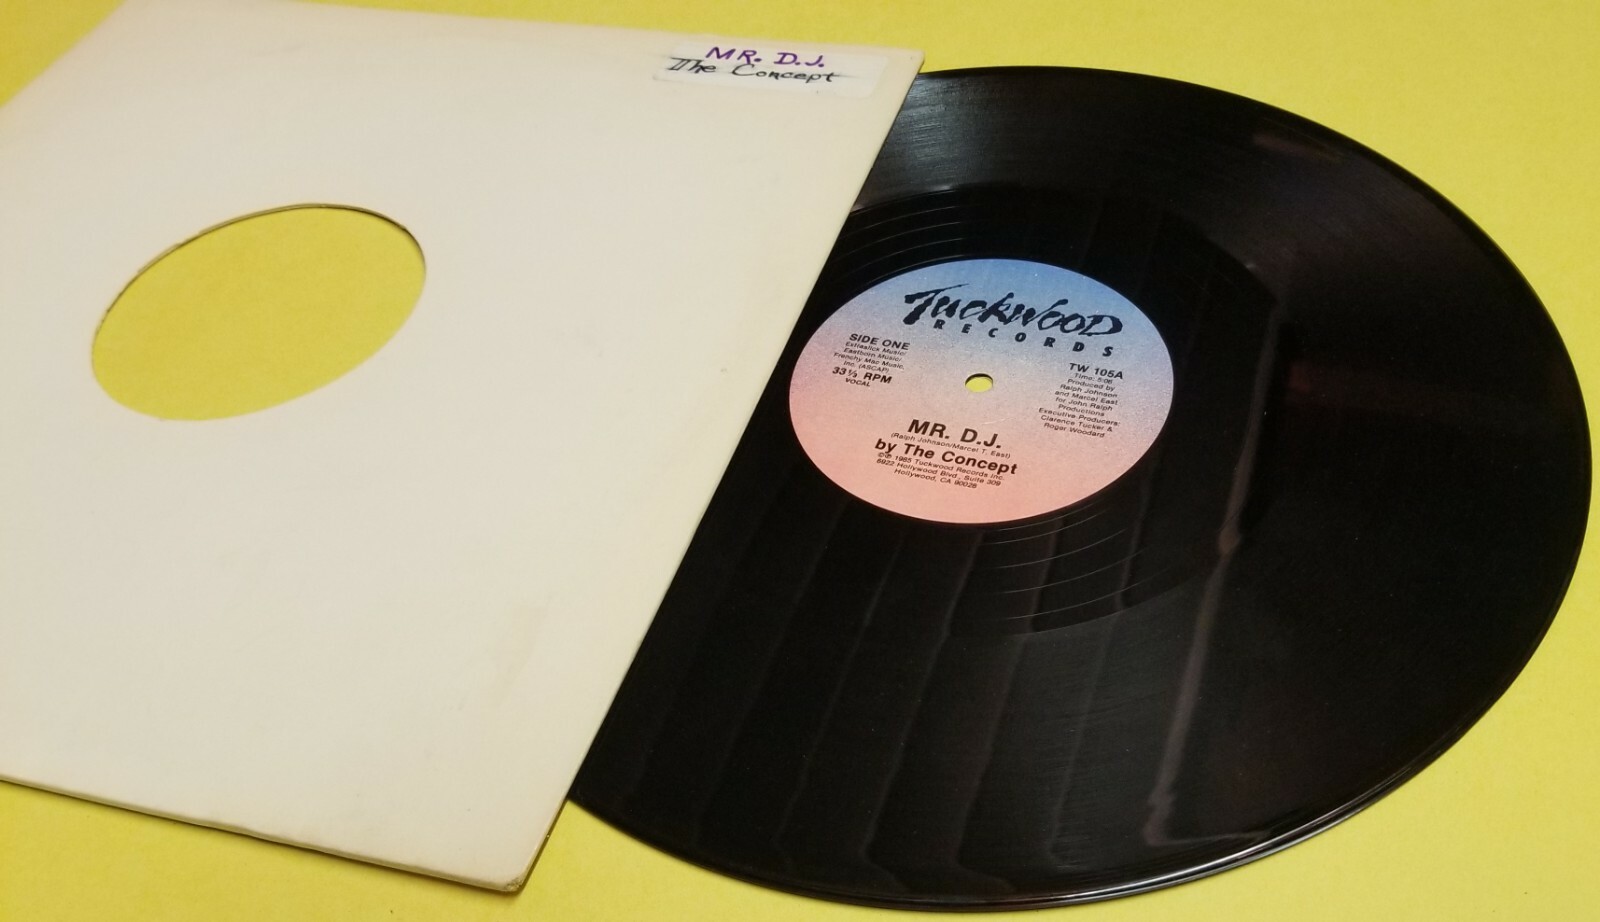 MR. D.J.
The Concept
Tuckwood
RECORDS
SIDE ONE
Extraslick Music/
Eastborn Music/
Frenchy Mac Music,
Inc. (ASCAP)
33⅓ RPM
VOCAL
TW 105A
Time: 5:06
Produced by
Ralph Johnson
and Marcel East
for John Ralph
Productions
Executive Producers:
Clarence Tucker &
Roger Woodard
MR. D.J.
(Ralph Johnson/Marcel T. East)
by The Concept
©℗ 1985 Tuckwood Records Inc.
6922 Hollywood Blvd., Suite 309
Hollywood, CA 90028